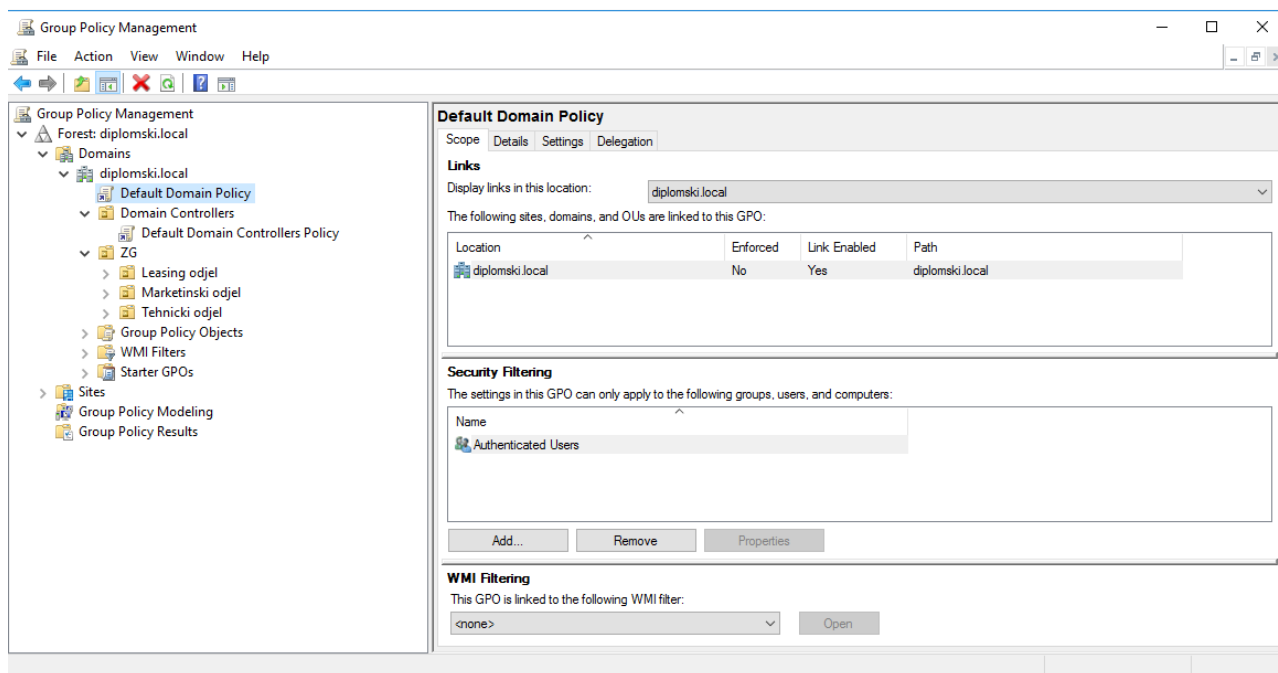 Group Policy Management
File Action View Window Help
Group Policy Management
Forest: diplomski.local
Domains
diplomski.local
Default Domain Policy
Domain Controllers
Default Domain Controllers Policy
ZG
Leasing odjel
Marketinski odjel
Tehnicki odjel
Group Policy Objects
WMI Filters
Starter GPOs
Sites
Group Policy Modeling
Group Policy Results
Default Domain Policy
Scope Details Settings Delegation
Links
Display links in this location: diplomski.local
The following sites, domains, and OUs are linked to this GPO:
Location Enforced Link Enabled Path
diplomski.local No Yes diplomski.local
Security Filtering
The settings in this GPO can only apply to the following groups, users, and computers:
Name
Authenticated Users
Add... Remove Properties
WMI Filtering
This GPO is linked to the following WMI filter:
<none> Open